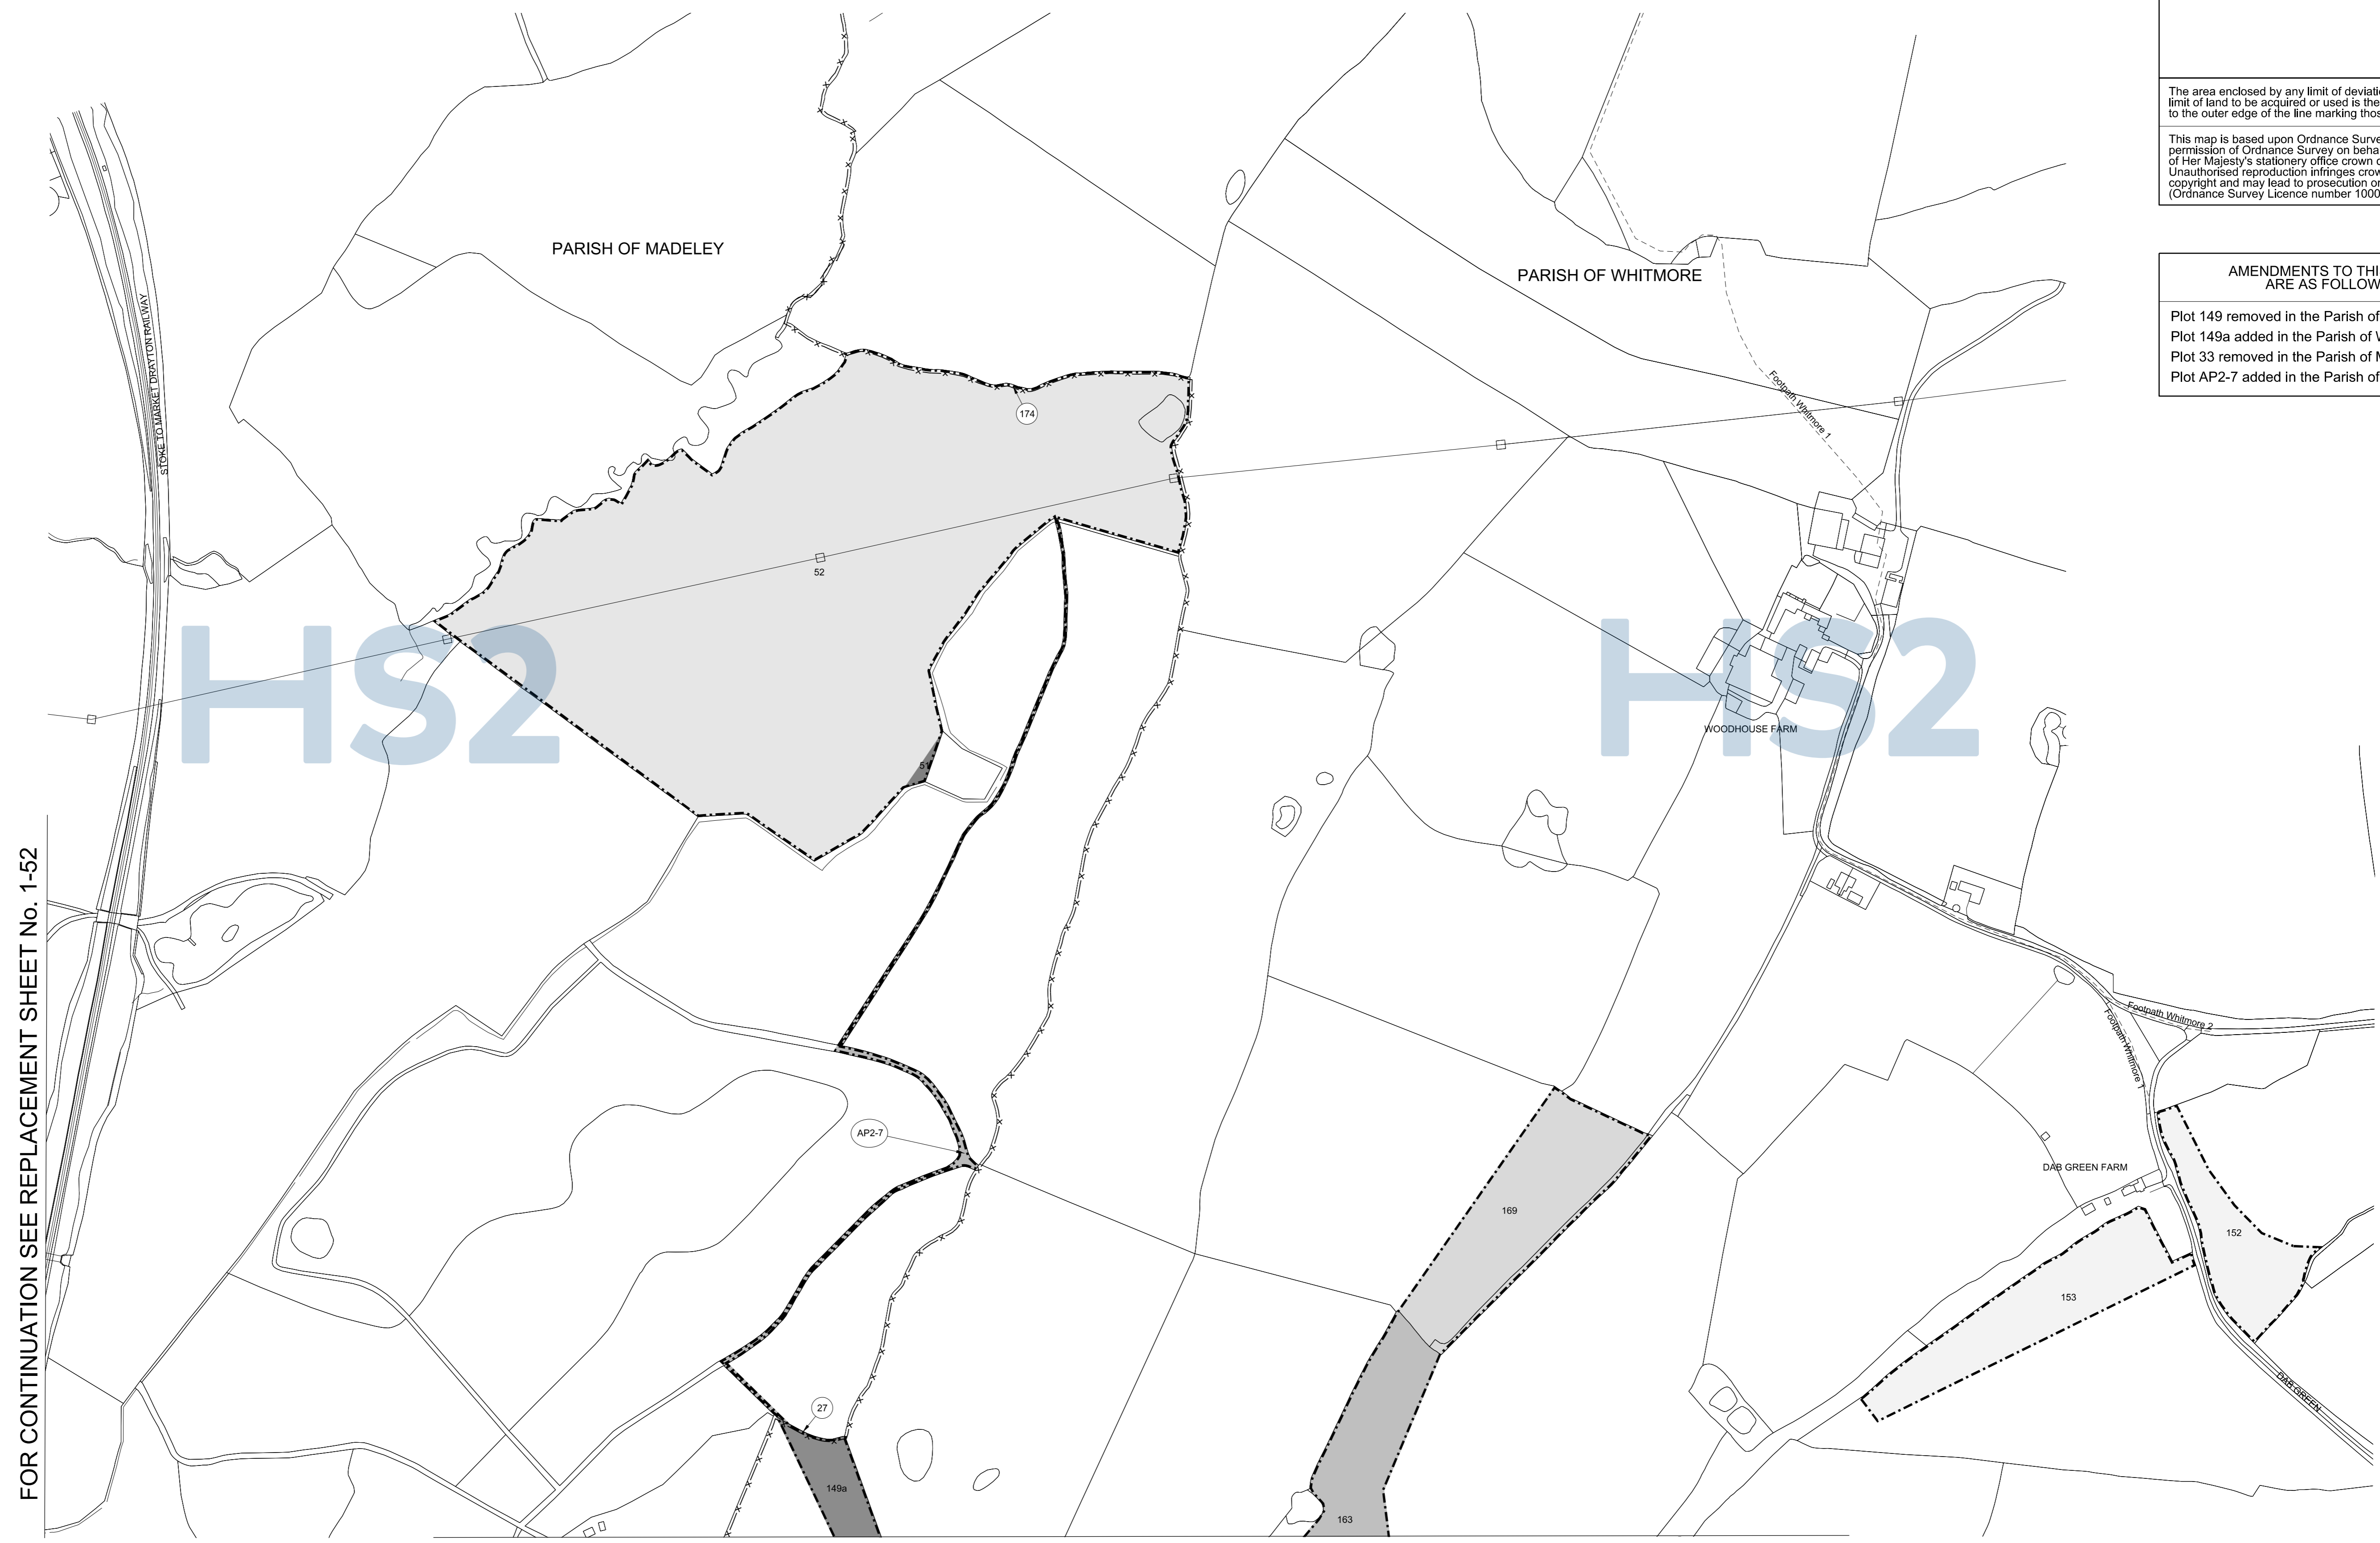 The area enclosed by any limit of deviati
limit of land to be acquired or used is the
to the outer edge of the line marking thos
This map is based upon Ordnance Surve
permission of Ordnance Survey on beha
of Her Majesty's stationery office crown c
Unauthorised reproduction infringes crow
copyright and may lead to prosecution or
(Ordnance Survey Licence number 1000
AMENDMENTS TO THI
ARE AS FOLLOW
Plot 149 removed in the Parish of
Plot 149a added in the Parish of W
Plot 33 removed in the Parish of M
Plot AP2-7 added in the Parish of
PARISH OF MADELEY
PARISH OF WHITMORE
STOKE TO MARKET DRAYTON RAILWAY
Footpath Whitmore 1
174
52
51
HS2
HS2
WOODHOUSE FARM
FOR CONTINUATION SEE REPLACEMENT SHEET No. 1-52
Footpath Whitmore 2
Footpath Whitmore 1
AP2-7
DAB GREEN FARM
169
152
153
DAB GREEN
27
149a
163